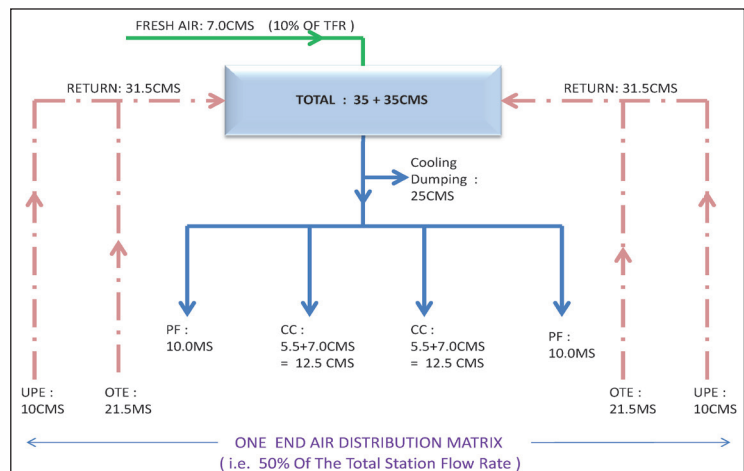 FRESH AIR: 7.0CMS (10% OF TFR )
RETURN: 31.5CMS
RETURN: 31.5CMS
TOTAL : 35 + 35CMS
Cooling
Dumping :
25CMS
PF :
10.0MS
CC :
5.5+7.0CMS
= 12.5 CMS
CC :
5.5+7.0CMS
= 12.5 CMS
PF :
10.0MS
UPE :
10CMS
OTE :
21.5MS
OTE :
21.5MS
UPE :
10CMS
ONE END AIR DISTRIBUTION MATRIX
( i.e. 50% Of The Total Station Flow Rate )